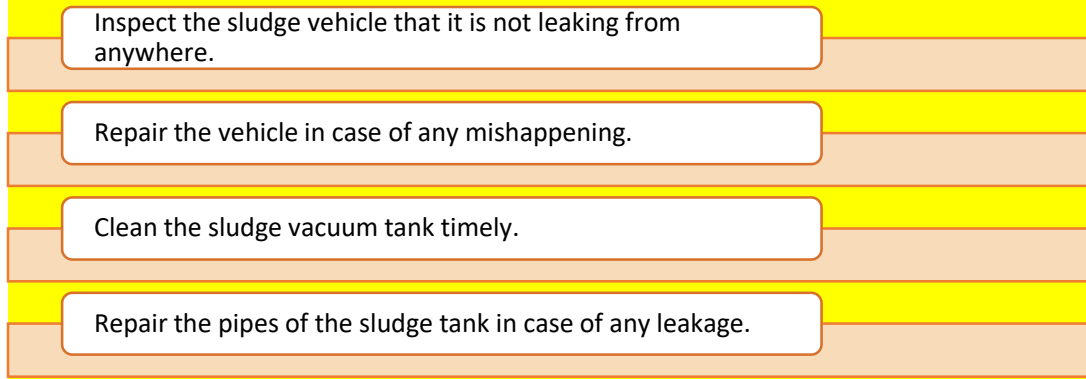 Inspect the sludge vehicle that it is not leaking from
anywhere.
Repair the vehicle in case of any mishappening.
Clean the sludge vacuum tank timely.
Repair the pipes of the sludge tank in case of any leakage.